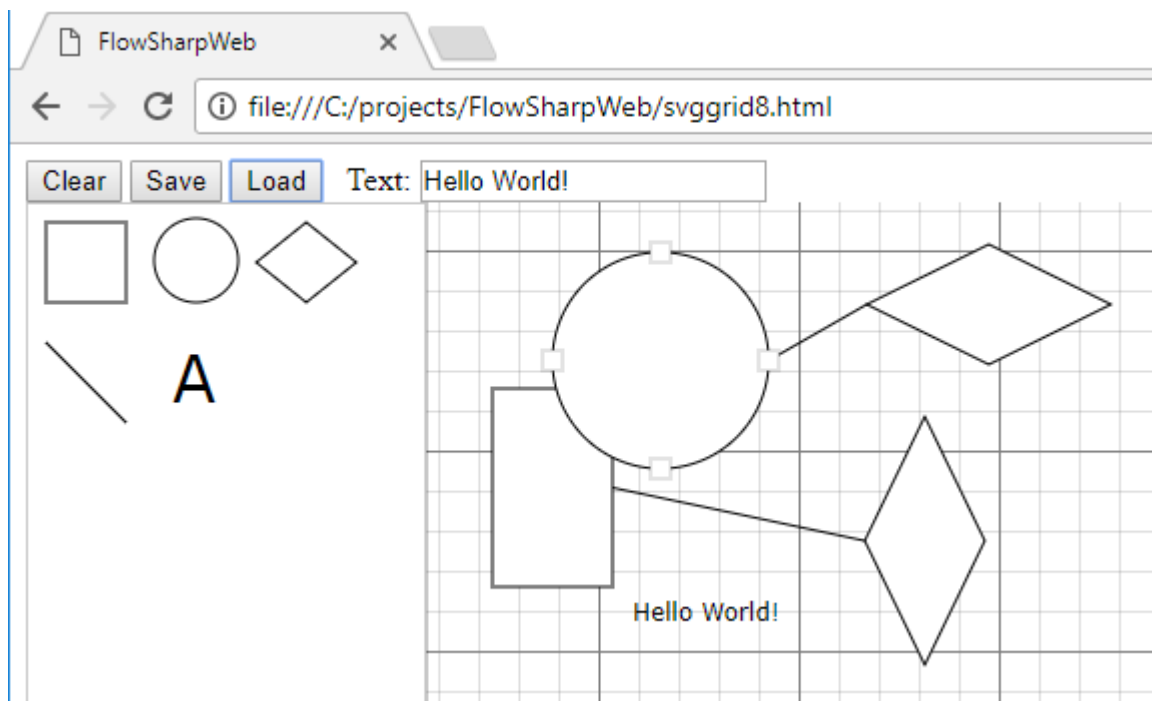 FlowSharpWeb
file:///C:/projects/FlowSharpWeb/svggrid8.html
Clear Save Load Text: Hello World!
A
Hello World!